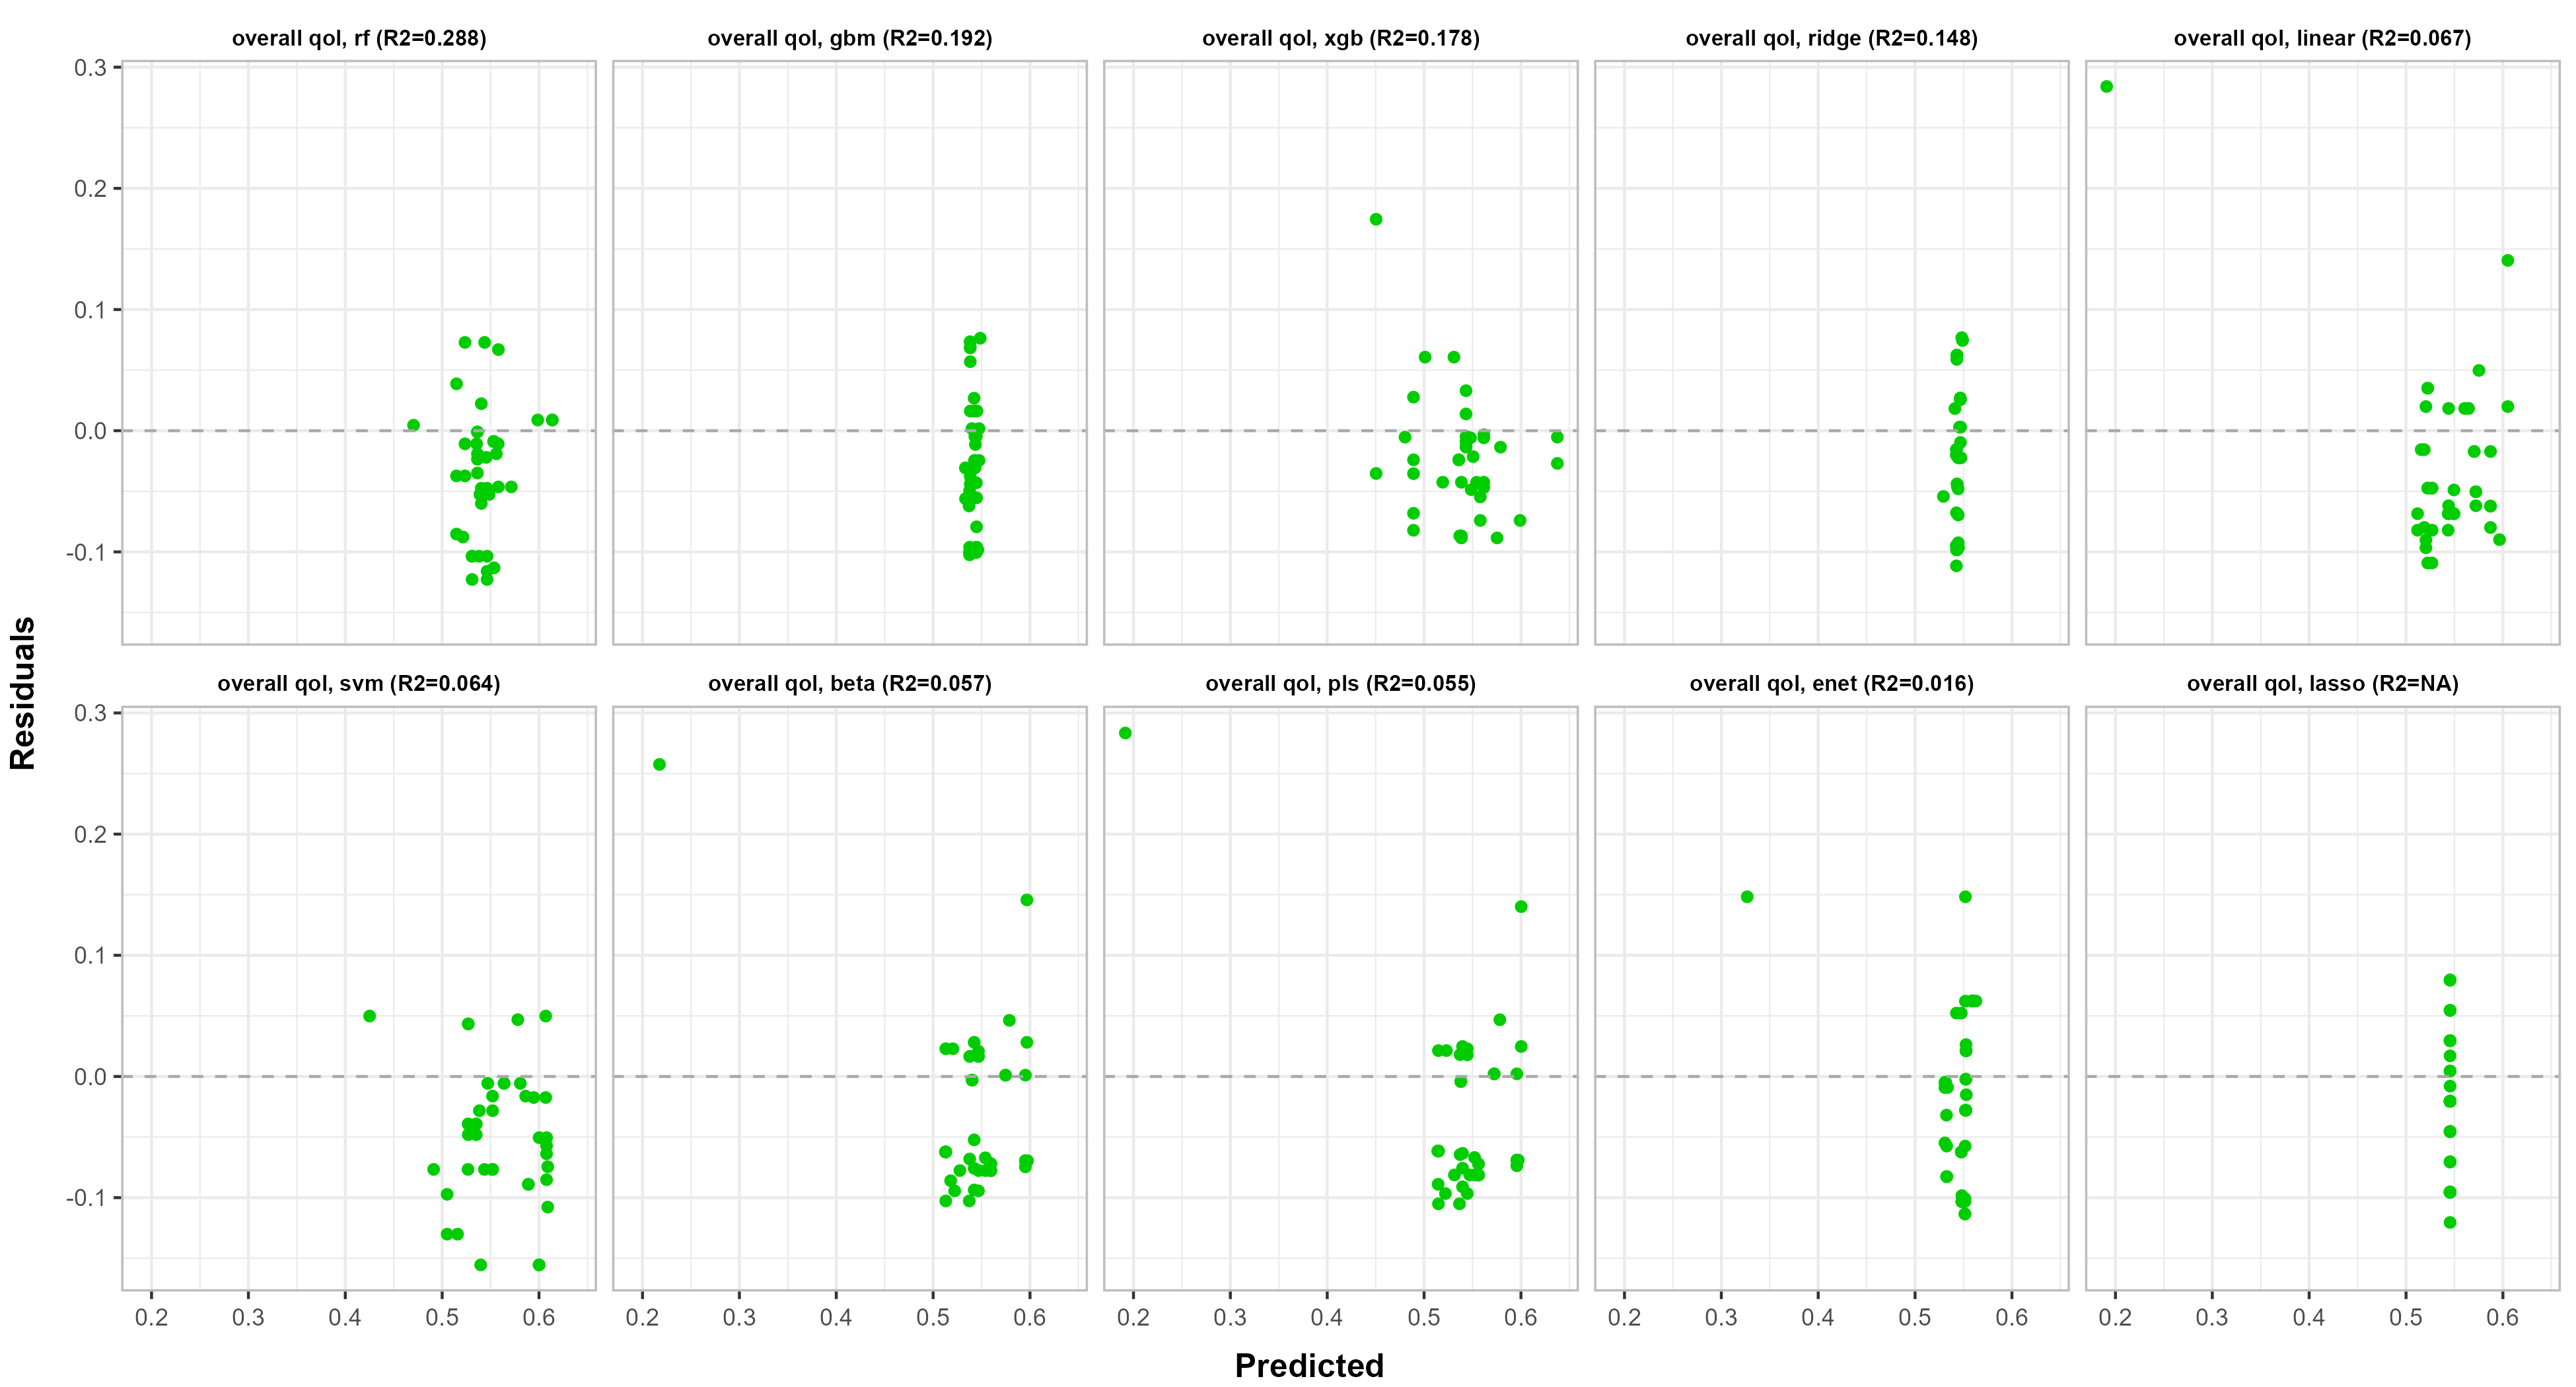 overall qol, rf (R2=0.288)
overall qol, gbm (R2=0.192)
overall qol, xgb (R2=0.178)
overall qol, ridge (R2=0.148)
overall qol, linear (R2=0.067)
0.3
0.2
0.1
0.0
-0.1
overall qol, svm (R2=0.064)
overall qol, beta (R2=0.057)
overall qol, pls (R2=0.055)
overall qol, enet (R2=0.016)
overall qol, lasso (R2=NA)
0.3
0.2
0.1
0.0
-0.1
0.2 0.3 0.4 0.5 0.6
0.2 0.3 0.4 0.5 0.6
0.2 0.3 0.4 0.5 0.6
0.2 0.3 0.4 0.5 0.6
0.2 0.3 0.4 0.5 0.6
Residuals
Predicted